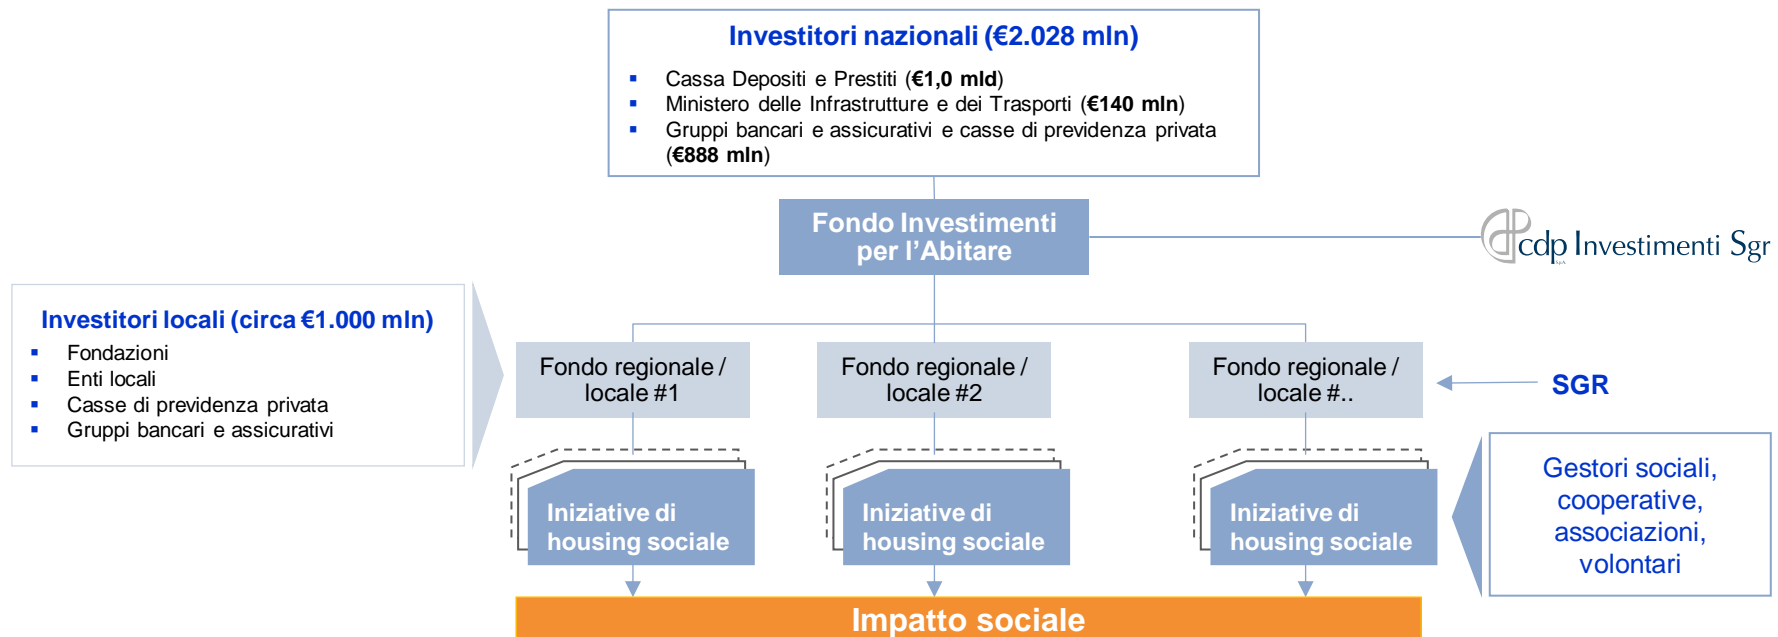 Investitori nazionali (€2.028 mln)
▪ Cassa Depositi e Prestiti (€1,0 mld)
▪ Ministero delle Infrastrutture e dei Trasporti (€140 mln)
▪ Gruppi bancari e assicurativi e casse di previdenza privata
(€888 mln)
Fondo Investimenti
per l'Abitare
cdp Investimenti Sgr
S.p.A.
Investitori locali (circa €1.000 mln)
▪ Fondazioni
▪ Enti locali
▪ Casse di previdenza privata
▪ Gruppi bancari e assicurativi
Fondo regionale /
locale #1
Fondo regionale /
locale #2
Fondo regionale /
locale #..
SGR
Iniziative di
housing sociale
Iniziative di
housing sociale
Iniziative di
housing sociale
Gestori sociali,
cooperative,
associazioni,
volontari
Impatto sociale